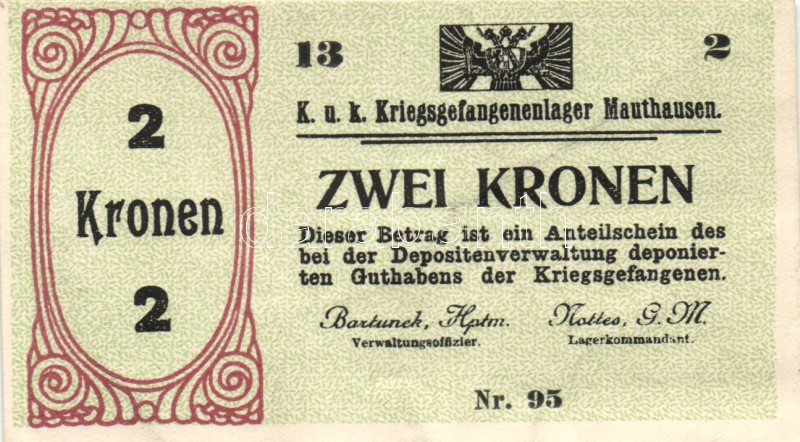 13 2
K. u. k. Kriegsgefangenenlager Mauthausen.
2
Kronen
2
ZWEI KRONEN
Dieser Betrag ist ein Anteilschein des
bei der Depositenverwaltung deponier-
ten Guthabens der Kriegsgefangenen.
Bartunek, Hptm. Nottes, G. M.
Verwaltungsoffizier. Lagerkommandant.
Nr. 95